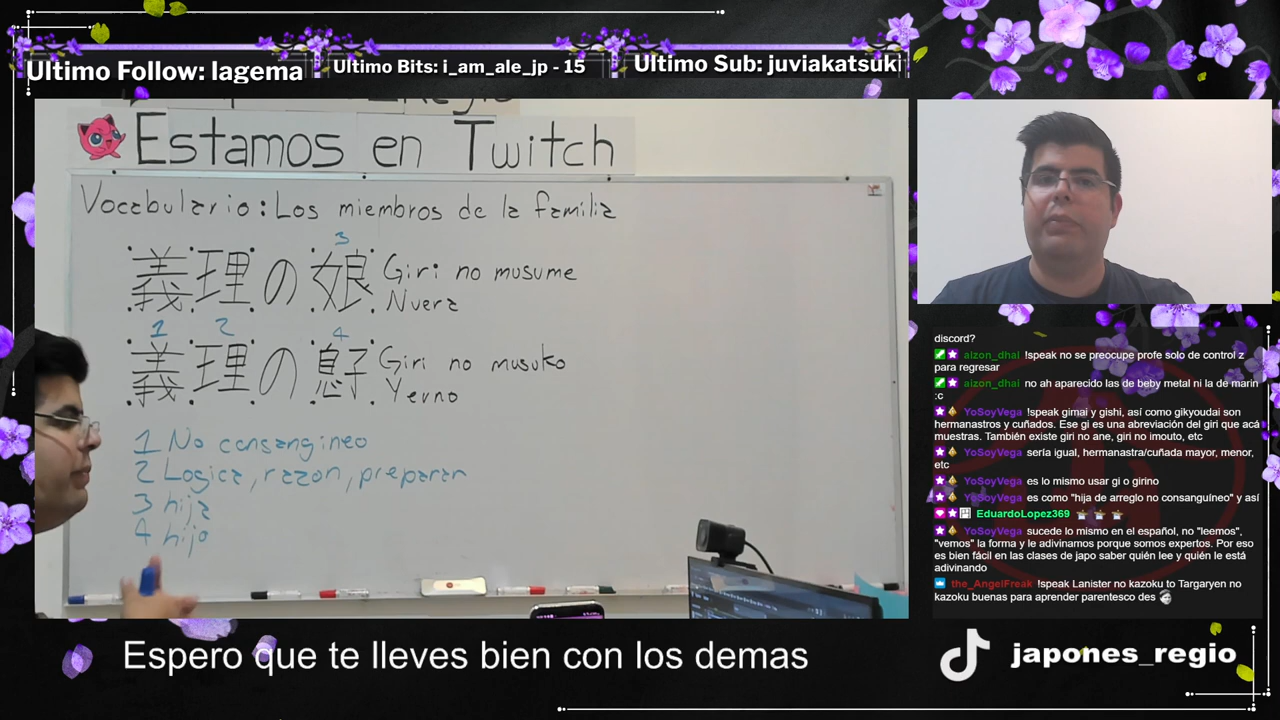 Ultimo Follow: lagema
Ultimo Bits: i_am_ale_jp - 15
Ultimo Sub: juviakatsuki
Estamos en Twitch
Vocabulario: Los miembros de la familia
3
義理の娘 Giri no musume
Nuera
1 2 4
義理の息子 Giri no musuko
Yerno
1 No consangineo
2 Logica, razon, preparar
3 hija
4 hijo
discord?
aizon_dhal !speak no se preocupe profe solo de control z
para regresar
aizon_dhal no ah aparecido las de beby metal ni la de marin
:c
YoSoyVega !speak gimai y gishi, así como gikyoudai son
hermanastros y cuñados. Ese gi es una abreviación del giri que acá
muestras. También existe giri no ane, giri no imouto, etc
YoSoyVega sería igual, hermanastra/cuñada mayor, menor,
etc
YoSoyVega es lo mismo usar gi o girino
YoSoyVega es como "hija de arreglo no consanguíneo" y así
EduardoLopez369
YoSoyVega sucede lo mismo en el español, no "leemos",
"vemos" la forma y le adivinamos porque somos expertos. Por eso
es bien fácil en las clases de japo saber quién lee y quién le está
adivinando
the_AngelFreak !speak Lanister no kazoku to Targaryen no
kazoku buenas para aprender parentesco des
Espero que te lleves bien con los demas
japones_regio